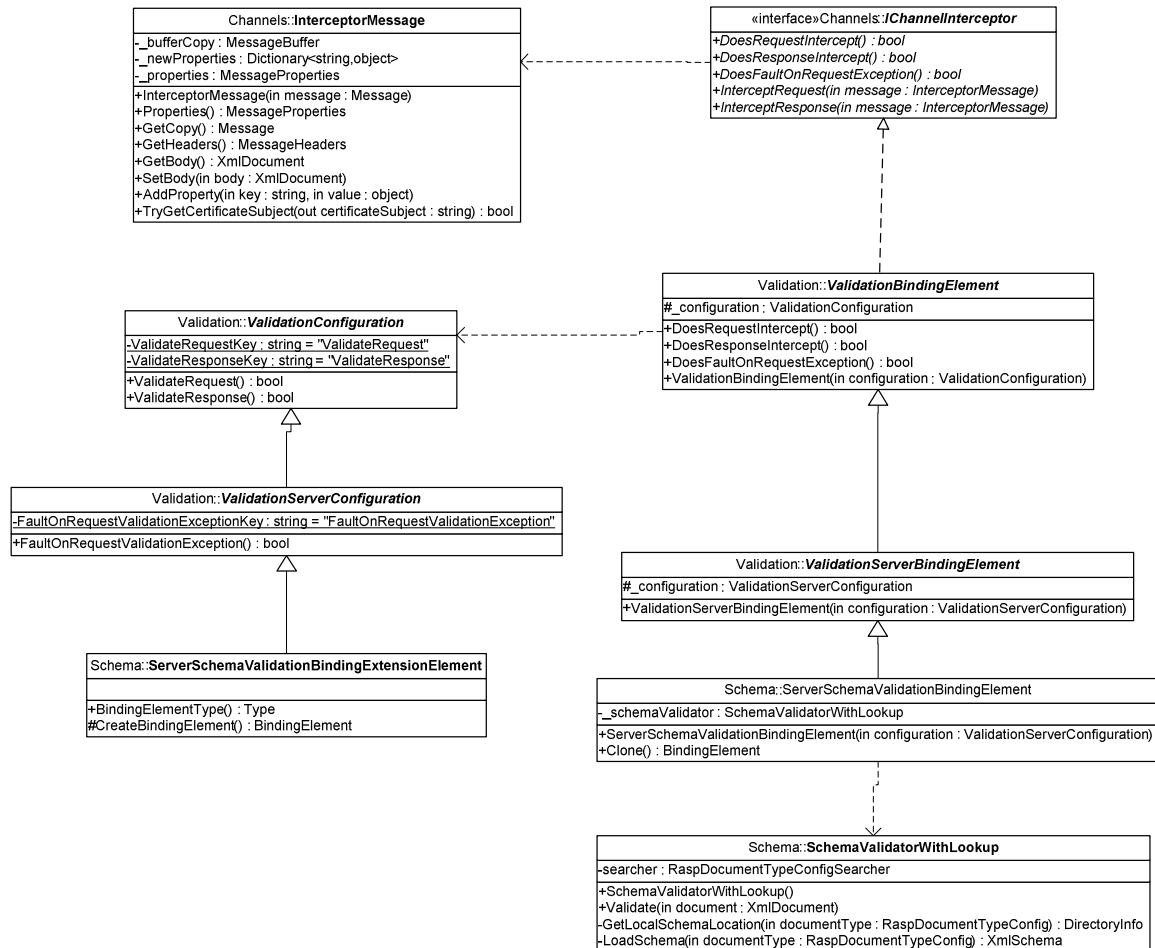 Channels::InterceptorMessage
-_bufferCopy : MessageBuffer
-_newProperties : Dictionary<string,object>
-_properties : MessageProperties
+InterceptorMessage(in message : Message)
+Properties() : MessageProperties
+GetCopy() : Message
+GetHeaders() : MessageHeaders
+GetBody() : XmlDocument
+SetBody(in body : XmlDocument)
+AddProperty(in key : string, in value : object)
+TryGetCertificateSubject(out certificateSubject : string) : bool
«interface»Channels::IChannelInterceptor
+DoesRequestIntercept() : bool
+DoesResponseIntercept() : bool
+DoesFaultOnRequestException() : bool
+InterceptRequest(in message : InterceptorMessage)
+InterceptResponse(in message : InterceptorMessage)
Validation::ValidationBindingElement
#_configuration : ValidationConfiguration
+DoesRequestIntercept() : bool
+DoesResponseIntercept() : bool
+DoesFaultOnRequestException() : bool
+ValidationBindingElement(in configuration : ValidationConfiguration)
Validation::ValidationConfiguration
-ValidateRequestKey : string = "ValidateRequest"
-ValidateResponseKey : string = "ValidateResponse"
+ValidateRequest() : bool
+ValidateResponse() : bool
Validation::ValidationServerConfiguration
-FaultOnRequestValidationExceptionKey : string = "FaultOnRequestValidationException"
+FaultOnRequestValidationException() : bool
Validation::ValidationServerBindingElement
#_configuration : ValidationServerConfiguration
+ValidationServerBindingElement(in configuration : ValidationServerConfiguration)
Schema::ServerSchemaValidationBindingExtensionElement
+BindingElementType() : Type
#CreateBindingElement() : BindingElement
Schema::ServerSchemaValidationBindingElement
-_schemaValidator : SchemaValidatorWithLookup
+ServerSchemaValidationBindingElement(in configuration : ValidationServerConfiguration)
+Clone() : BindingElement
Schema::SchemaValidatorWithLookup
-searcher : RaspDocumentTypeConfigSearcher
+SchemaValidatorWithLookup()
+Validate(in document : XmlDocument)
-GetLocalSchemaLocation(in documentType : RaspDocumentTypeConfig) : DirectoryInfo
-LoadSchema(in documentType : RaspDocumentTypeConfig) : XmlSchema